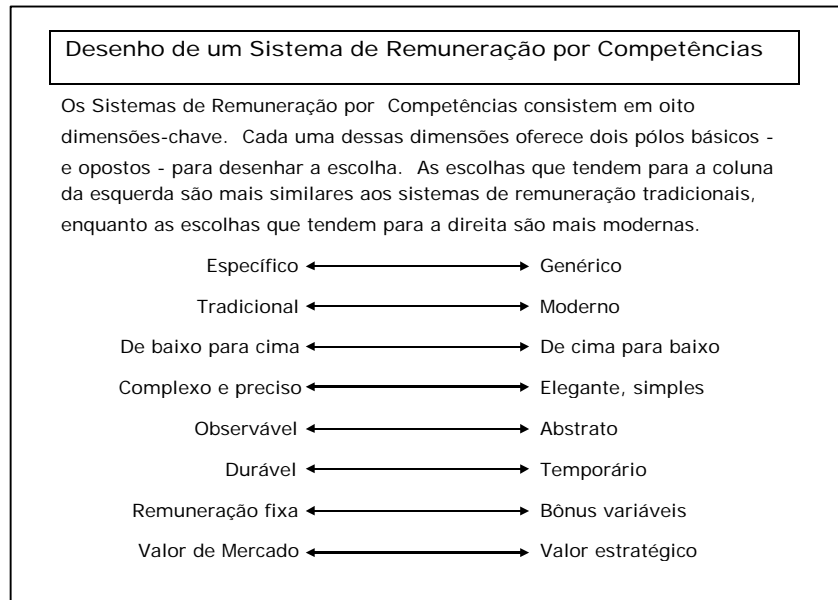 Desenho de um Sistema de Remuneração por Competências
Os Sistemas de Remuneração por Competências consistem em oito
dimensões-chave. Cada uma dessas dimensões oferece dois pólos básicos -
e opostos - para desenhar a escolha. As escolhas que tendem para a coluna
da esquerda são mais similares aos sistemas de remuneração tradicionais,
enquanto as escolhas que tendem para a direita são mais modernas.
Específico Genérico
Tradicional Moderno
De baixo para cima De cima para baixo
Complexo e preciso Elegante, simples
Observável Abstrato
Durável Temporário
Remuneração fixa Bônus variáveis
Valor de Mercado Valor estratégico